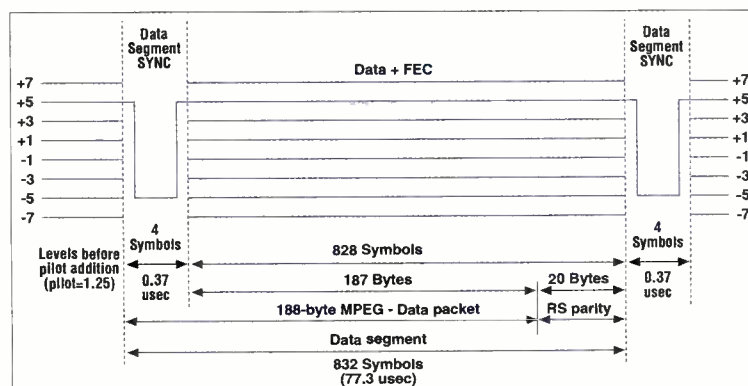 Data
Segment
SYNC
Data + FEC
Data
Segment
SYNC
+7
+5
+3
+1
-1
-3
-5
-7
+7
+5
+3
+1
-1
-3
-5
-7
Levels before
pilot addition
(pilot=1.25)
4
Symbols
0.37
usec
828 Symbols
187 Bytes
20 Bytes
4
Symbols
0.37
usec
188-byte MPEG - Data packet
RS parity
Data segment
832 Symbols
(77.3 usec)